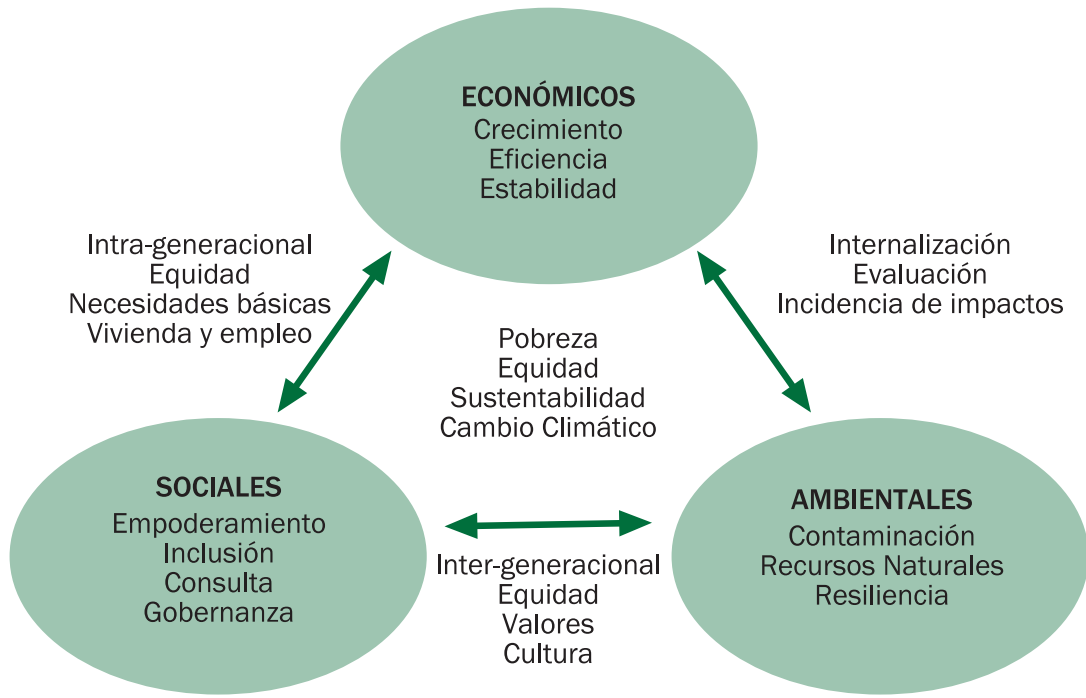 ECONÓMICOS
Crecimiento
Eficiencia
Estabilidad
Intra-generacional
Equidad
Necesidades básicas
Vivienda y empleo
Internalización
Evaluación
Incidencia de impactos
Pobreza
Equidad
Sustentabilidad
Cambio Climático
SOCIALES
Empoderamiento
Inclusión
Consulta
Gobernanza
Inter-generacional
Equidad
Valores
Cultura
AMBIENTALES
Contaminación
Recursos Naturales
Resiliencia